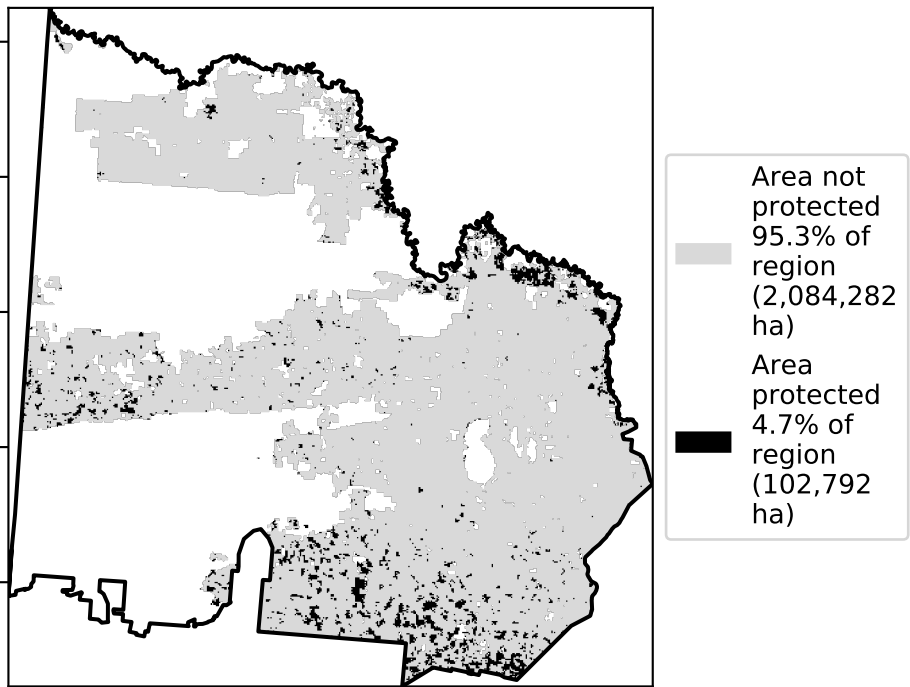 Area not
protected
95.3% of
region
(2,084,282
ha)
Area
protected
4.7% of
region
(102,792
ha)